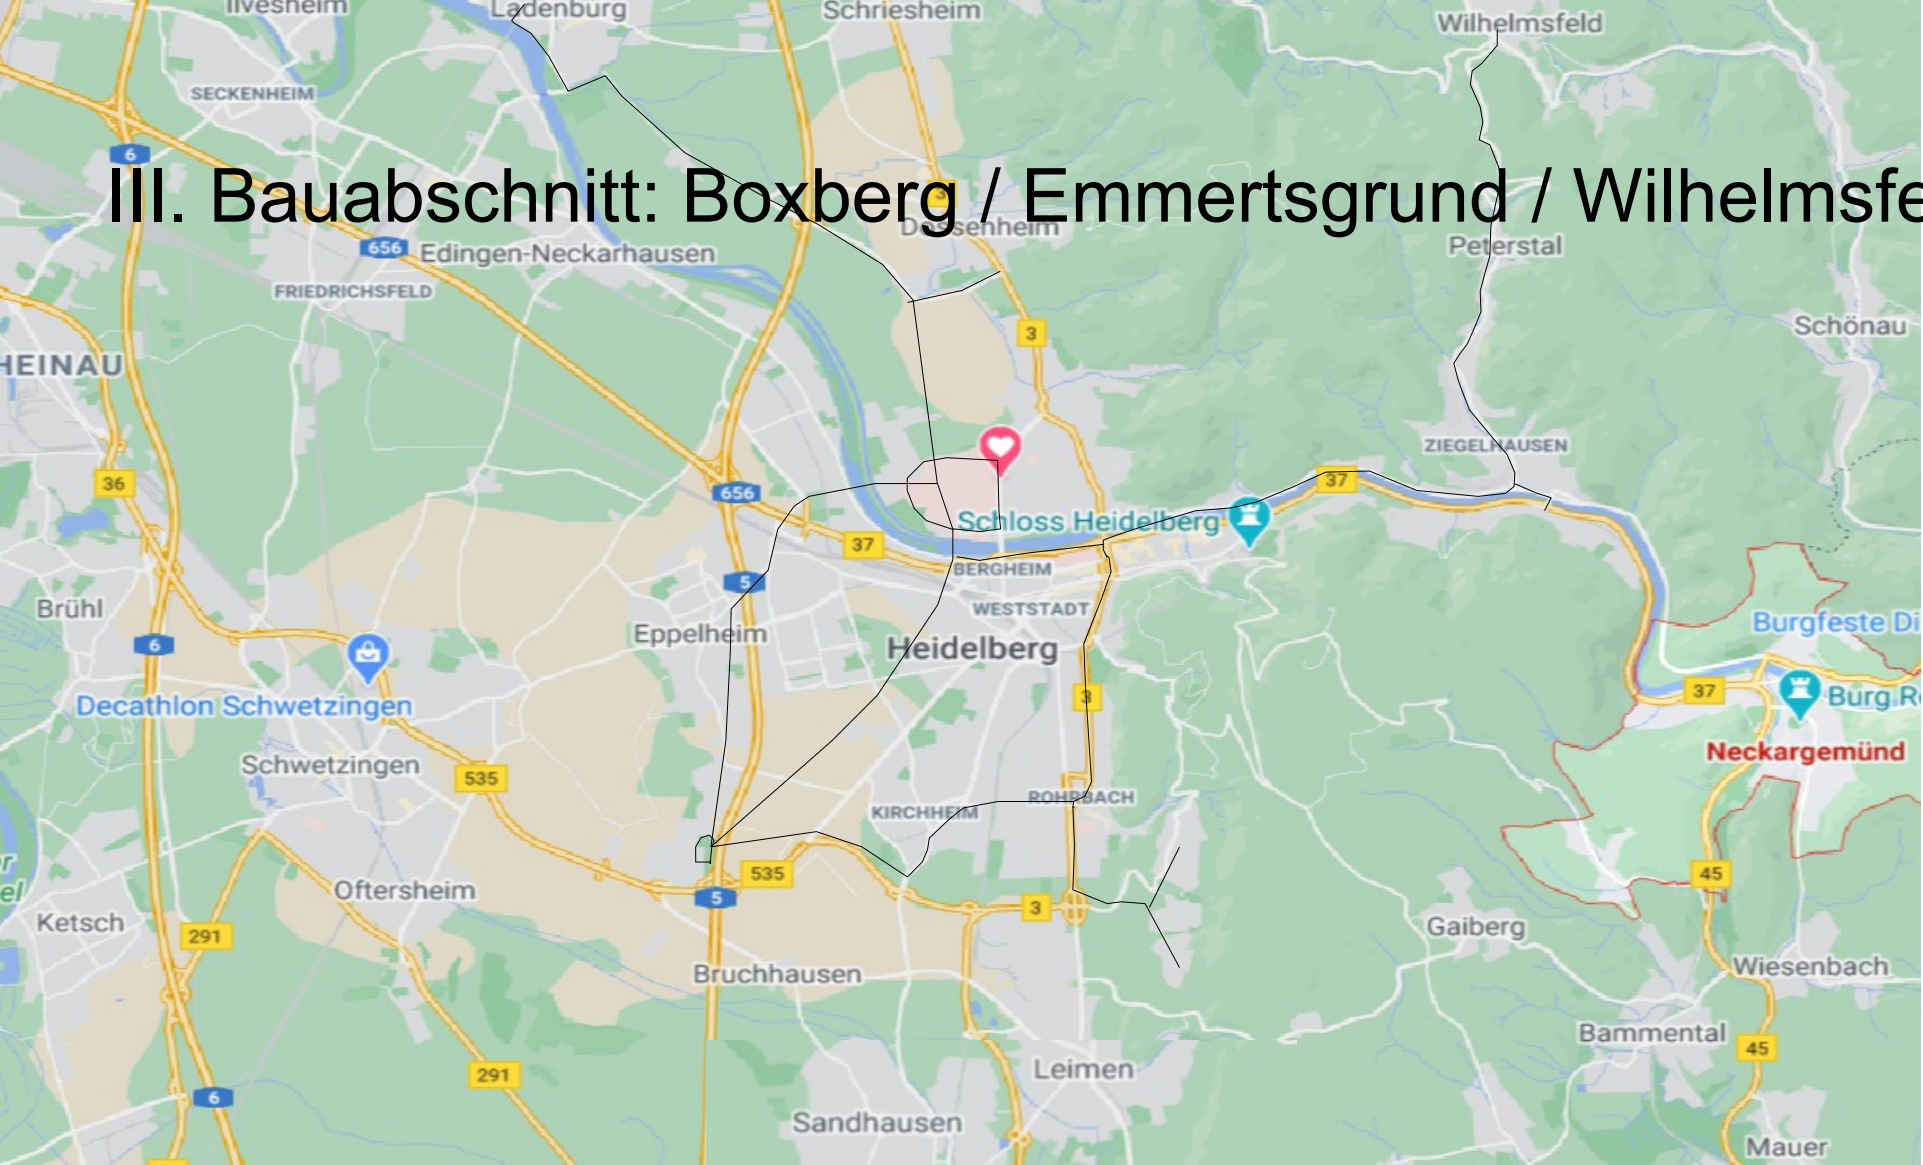 Ilvesheim
Ladenburg
Schriesheim
Wilhelmsfeld
SECKENHEIM
6
III. Bauabschnitt: Boxberg / Emmertsgrund / Wilhelmsfe
3
Dossenheim
656
Edingen-Neckarhausen
Peterstal
FRIEDRICHSFELD
Schönau
3
HEINAU
ZIEGELHAUSEN
36
656
37
Schloss Heidelberg
37
BERGHEIM
5
Brühl
WESTSTADT
6
Eppelheim
Heidelberg
Burgfeste Di
Decathlon Schwetzingen
3
37
Burg R
Neckargemünd
Schwetzingen
535
ROHRBACH
KIRCHHEIM
535
45
Oftersheim
5
3
Ketsch
291
Gaiberg
Bruchhausen
Wiesenbach
Bammental
45
Leimen
291
6
Sandhausen
Mauer